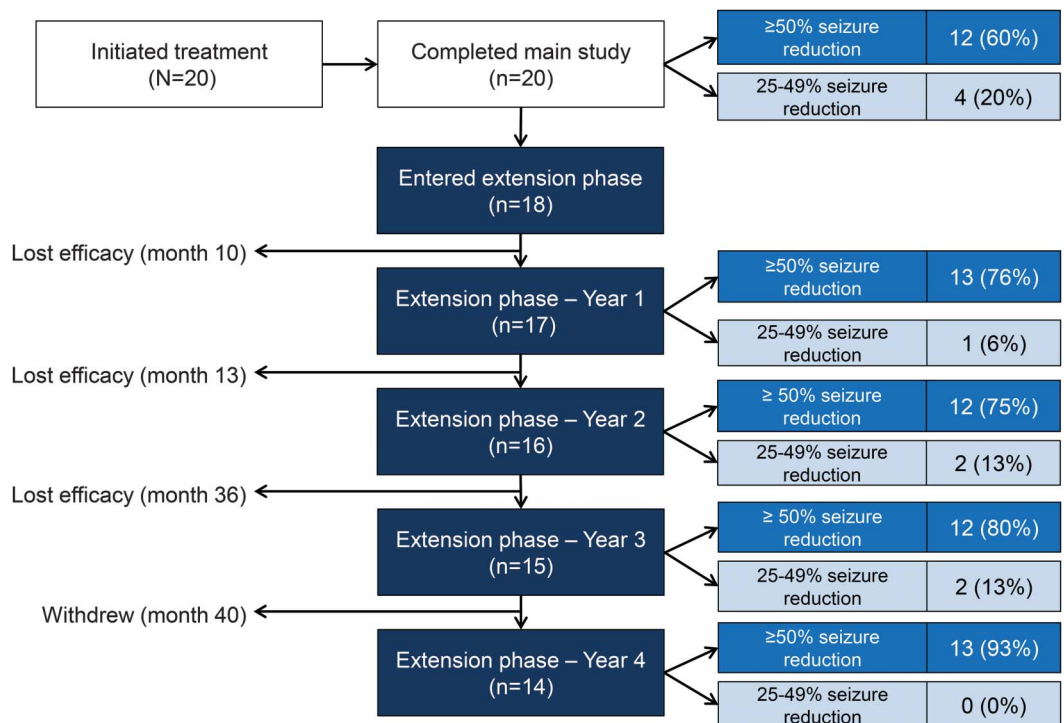 Initiated treatment
(N=20)
Completed main study
(n=20)
≥50% seizure
reduction
12 (60%)
25-49% seizure
reduction
4 (20%)
Entered extension phase
(n=18)
Lost efficacy (month 10)
Extension phase – Year 1
(n=17)
≥50% seizure
reduction
13 (76%)
25-49% seizure
reduction
1 (6%)
Lost efficacy (month 13)
Extension phase – Year 2
(n=16)
≥ 50% seizure
reduction
12 (75%)
25-49% seizure
reduction
2 (13%)
Lost efficacy (month 36)
Extension phase – Year 3
(n=15)
≥ 50% seizure
reduction
12 (80%)
25-49% seizure
reduction
2 (13%)
Withdrew (month 40)
Extension phase – Year 4
(n=14)
≥50% seizure
reduction
13 (93%)
25-49% seizure
reduction
0 (0%)